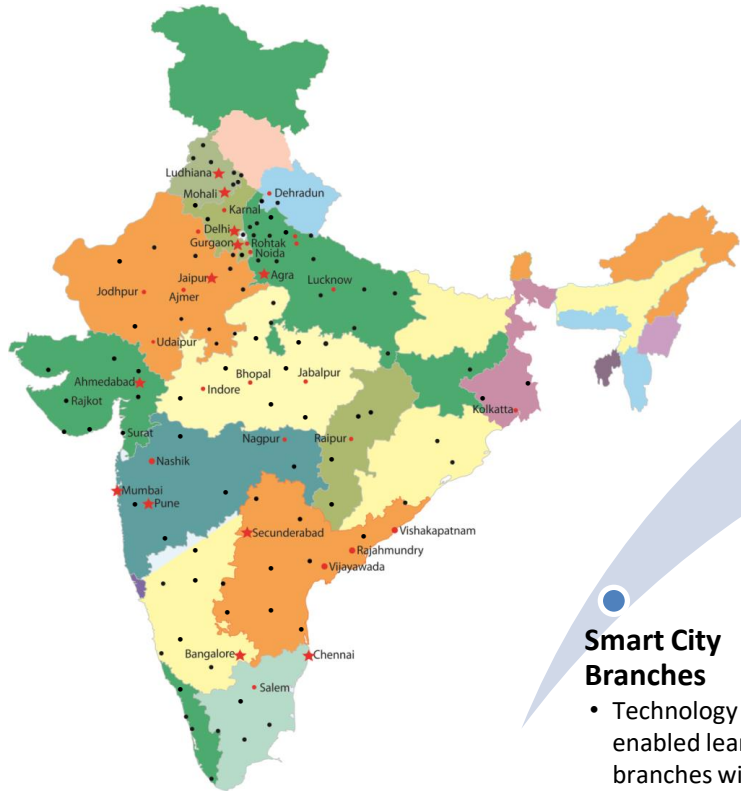 Ludhiana
Mohali
Dehradun
Karnal
Delhi
Gurgaon
Rohtak
Noida
Jaipur
Agra
Lucknow
Jodhpur
Ajmer
Udaipur
Ahmedabad
Bhopal
Jabalpur
Indore
Rajkot
Kolkatta
Surat
Nagpur
Raipur
Nashik
Mumbai
Pune
Secunderabad
Vishakapatnam
Rajahmundry
Vijayawada
Bangalore
Chennai
Salem
Smart City
Branches
• Technology
enabled lear
branches wi